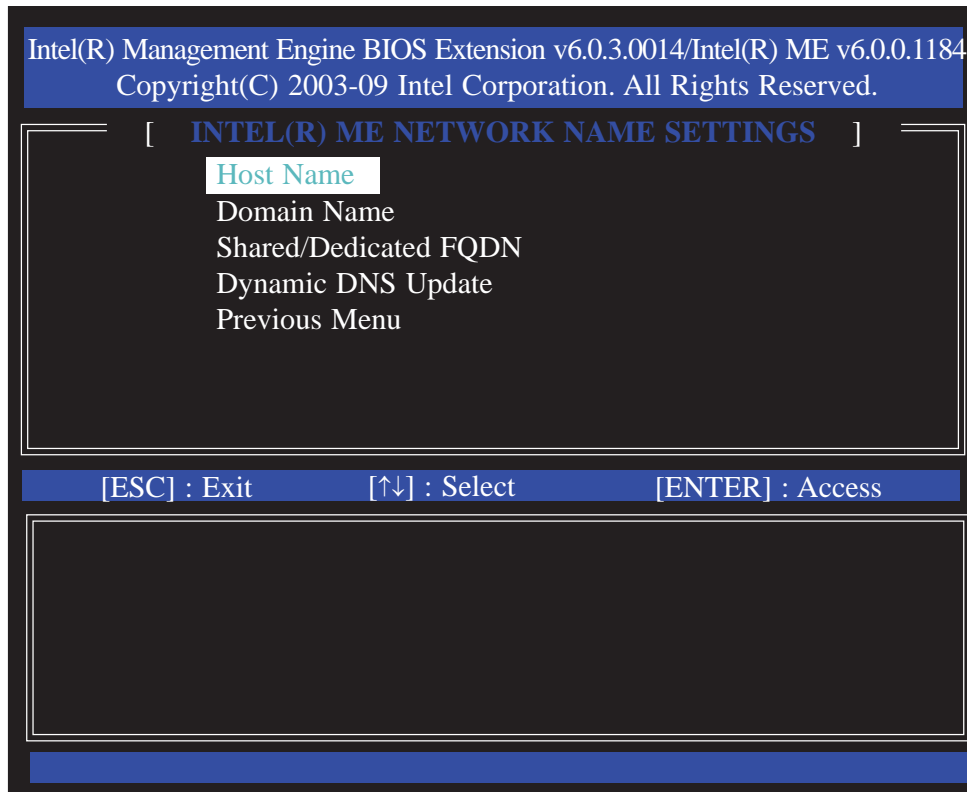 Intel(R) Management Engine BIOS Extension v6.0.3.0014/Intel(R) ME v6.0.0.1184
Copyright(C) 2003-09 Intel Corporation. All Rights Reserved.
[ INTEL(R) ME NETWORK NAME SETTINGS ]
Host Name
Domain Name
Shared/Dedicated FQDN
Dynamic DNS Update
Previous Menu
[ESC] : Exit [↑↓] : Select [ENTER] : Access